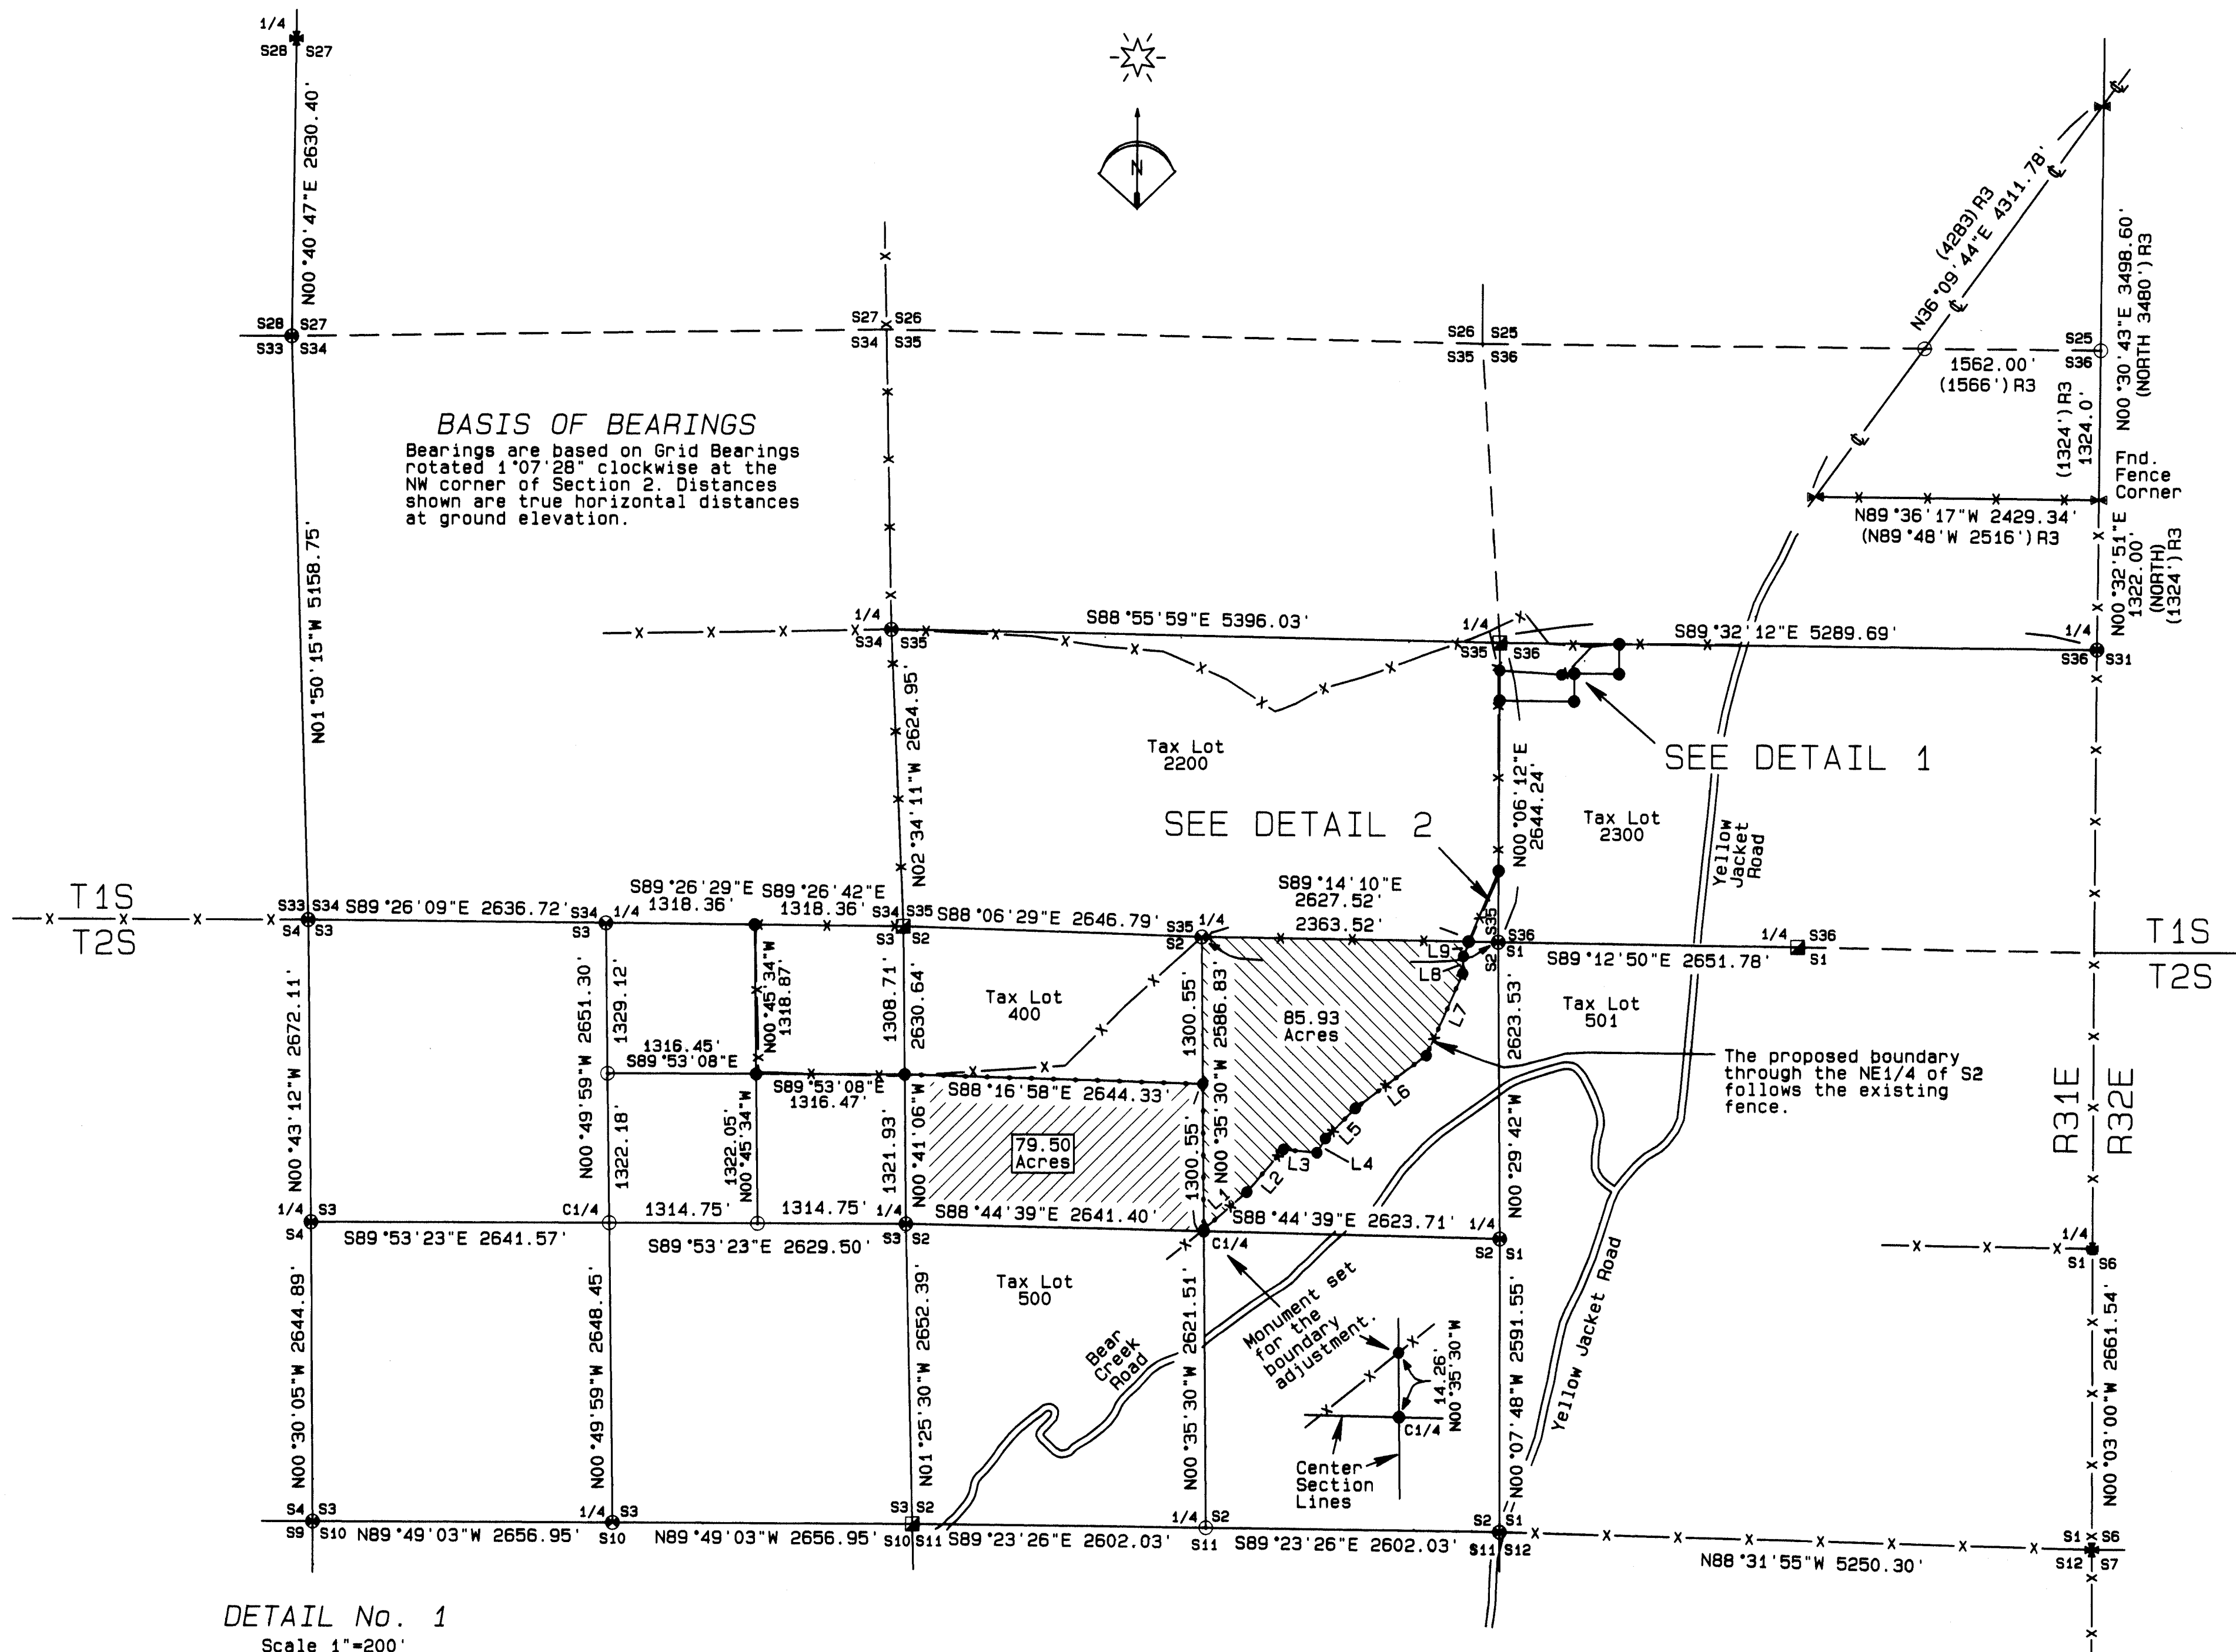 1/4
S28 S27
N00°40'47"E 2630.40'
N
S28 S27
S33 S34
S27 S26
S34 S35
S26 S25
S35 S36
S25
S36
1562.00'
(1566')R3
(4283)R3
N36°09'44"E 4311.78'
N00°30'43"E 3498.60'
(NORTH 3480')R3
(1324')R3
1324.0'
BASIS OF BEARINGS
Bearings are based on Grid Bearings
rotated 1°07'28" clockwise at the
NW corner of Section 2. Distances
shown are true horizontal distances
at ground elevation.
Fnd.
Fence
Corner
N89°36'17"W 2429.34'
(N89°48'W 2516')R3
N00°32'51"E
1322.00'
(NORTH)
(1324')R3
N01°50'15"W 5158.75'
1/4
S34 S35
S88°55'59"E 5396.03'
1/4
S35 S36
S89°32'12"E 5289.69'
1/4
S36 S31
N02°34'11"W 2624.95'
Tax Lot
2200
SEE DETAIL 1
SEE DETAIL 2
N00°06'12"E
2644.24'
Tax Lot
2300
Yellow
Jacket
Road
T1S
T2S
S33 S34
S4 S3
S89°26'09"E 2636.72'
S34 1/4
S3
S89°26'29"E
1318.36'
S89°26'42"E
1318.36'
S34 S35
S3 S2
S88°06'29"E 2646.79'
S35 1/4
S2
S89°14'10"E
2627.52'
2363.52'
S35
S36
S2
S1
S89°12'50"E 2651.78'
1/4 S36
S1
T1S
T2S
L9
L8
L7
N00°43'12"W 2672.11'
N00°49'59"W 2651.30'
1329.12'
N00°45'34"W
1318.87'
1308.71'
2630.64'
Tax Lot
400
1300.55'
N00°35'30"W 2586.83'
85.93
Acres
2623.53'
Tax Lot
501
1316.45'
S89°53'08"E
S89°53'08"E
1316.47'
S88°16'58"E 2644.33'
The proposed boundary
through the NE1/4 of S2
follows the existing
fence.
R31E
R32E
1322.18'
1322.05'
N00°45'34"W
1321.93'
N00°41'06"W
79.50
Acres
1300.55'
L1
L2
L3
L4
L5
L6
N00°29'42"W
1/4 S3
S4
S89°53'23"E 2641.57'
C1/4
1314.75'
1314.75'
S89°53'23"E 2629.50'
1/4
S3 S2
S88°44'39"E 2641.40'
C1/4
S88°44'39"E 2623.71'
1/4
S2 S1
1/4
S1 S6
N00°30'05"W 2644.89'
N00°49'59"W 2648.45'
N01°25'30"W 2652.39'
Tax Lot
500
Bear
Creek
Road
N00°35'30"W 2621.51'
Monument set
for the
boundary
adjustment.
14.26'
N00°35'30"W
C1/4
Center
Section
Lines
N00°07'48"W 2591.55'
Yellow Jacket Road
N00°03'00"W 2661.54'
S4 S3
S9 S10
N89°49'03"W 2656.95'
1/4 S3
S10
N89°49'03"W 2656.95'
S3 S2
S10 S11
S89°23'26"E 2602.03'
1/4 S2
S11
S89°23'26"E 2602.03'
S2 S1
S11 S12
N88°31'55"W 5250.30'
S1 S6
S12 S7
DETAIL No. 1
Scale 1"=200'